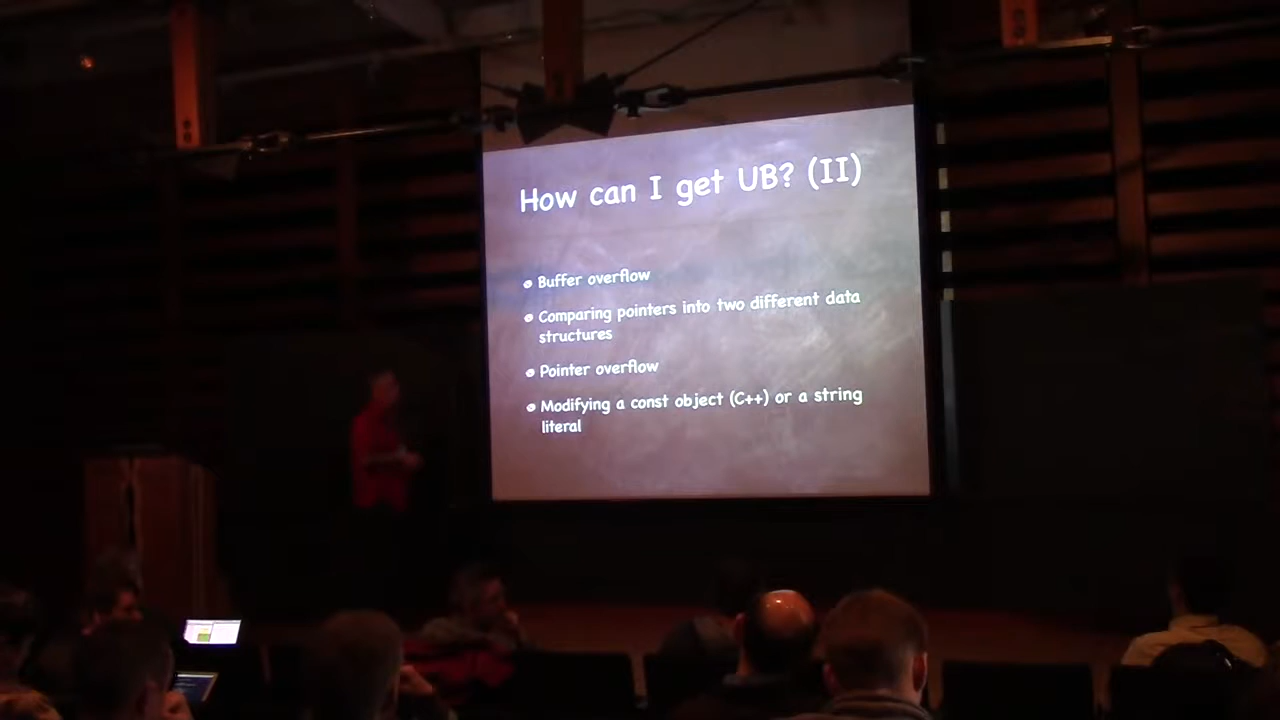 How can I get UB? (II)
Buffer overflow
Comparing pointers into two different data
structures
Pointer overflow
Modifying a const object (C++) or a string
literal